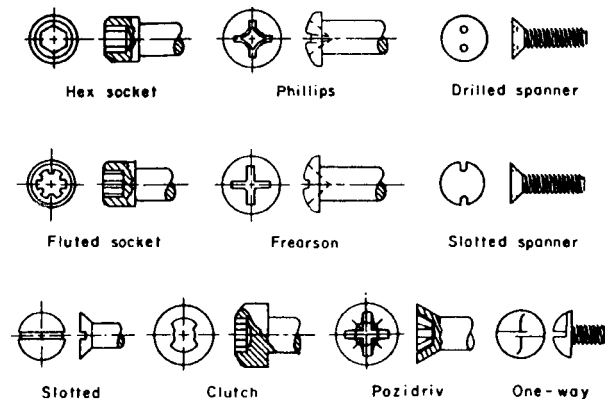 Hex socket Phillips Drilled spanner
Fluted socket Frearson Slotted spanner
Slotted Clutch Pozidriv One-way